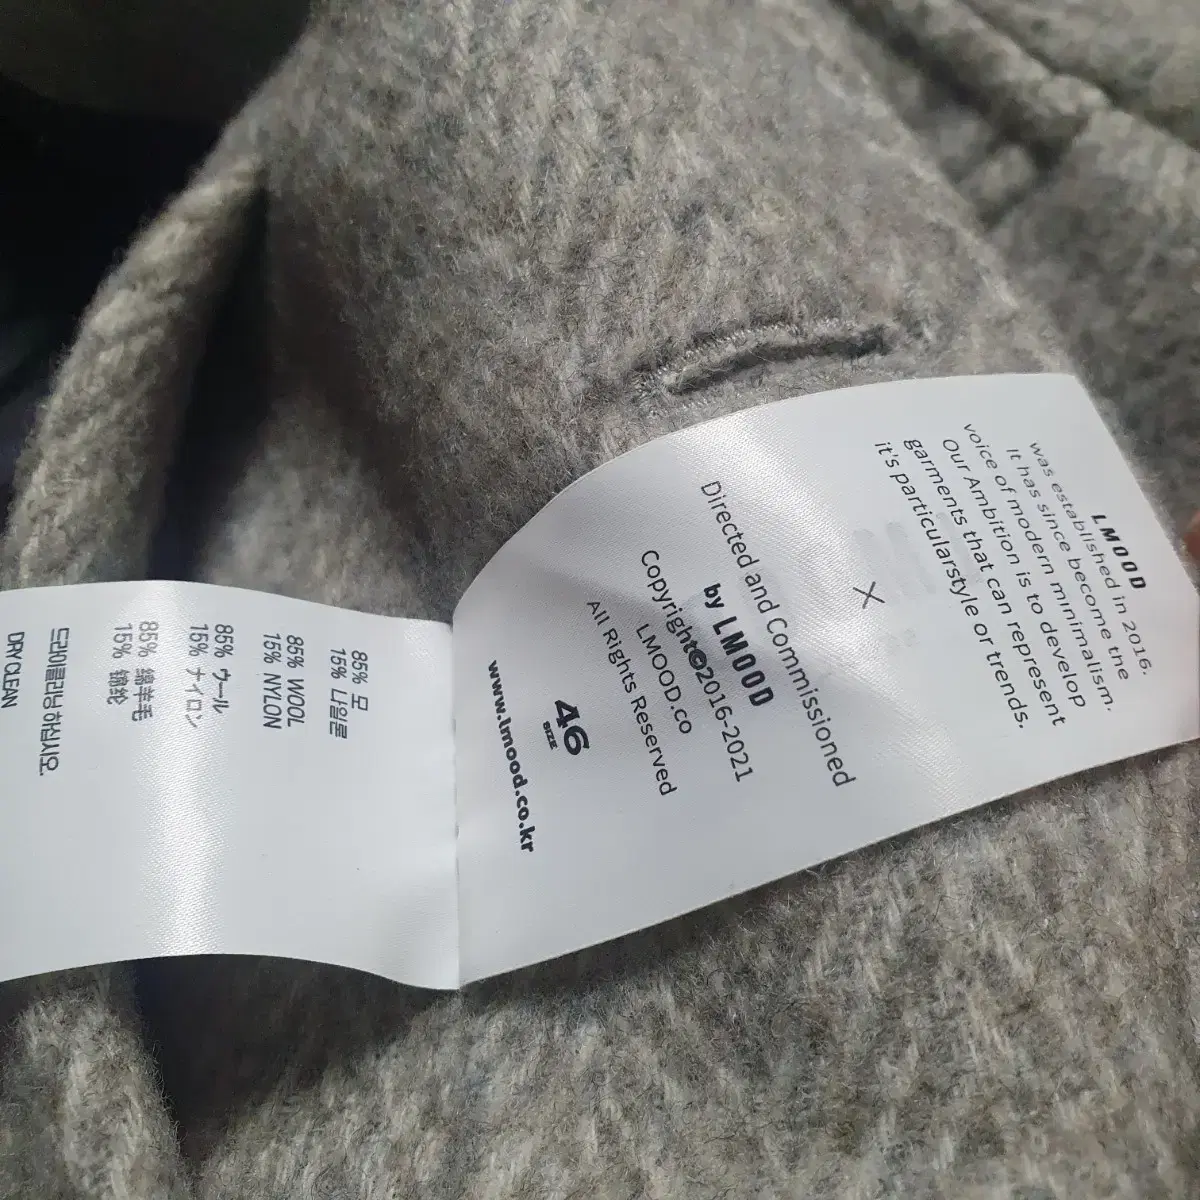 LMOOD
was established in 2016.
It has since become the
voice of modern minimalism.
Our Ambition is to develop
garments that can represent
it's particularstyle or trends.
X
Directed and Commissioned
by LMOOD
Copyright©2016-2021
LMOOD.co
All Rights Reserved
46
SIZE
www.lmood.co.kr
85% 모
15% 나일론
85% WOOL
15% NYLON
85% ウール
15% ナイロン
85% 綿羊毛
15% 锦纶
드라이클리닝 하십시오.
DRY CLEAN